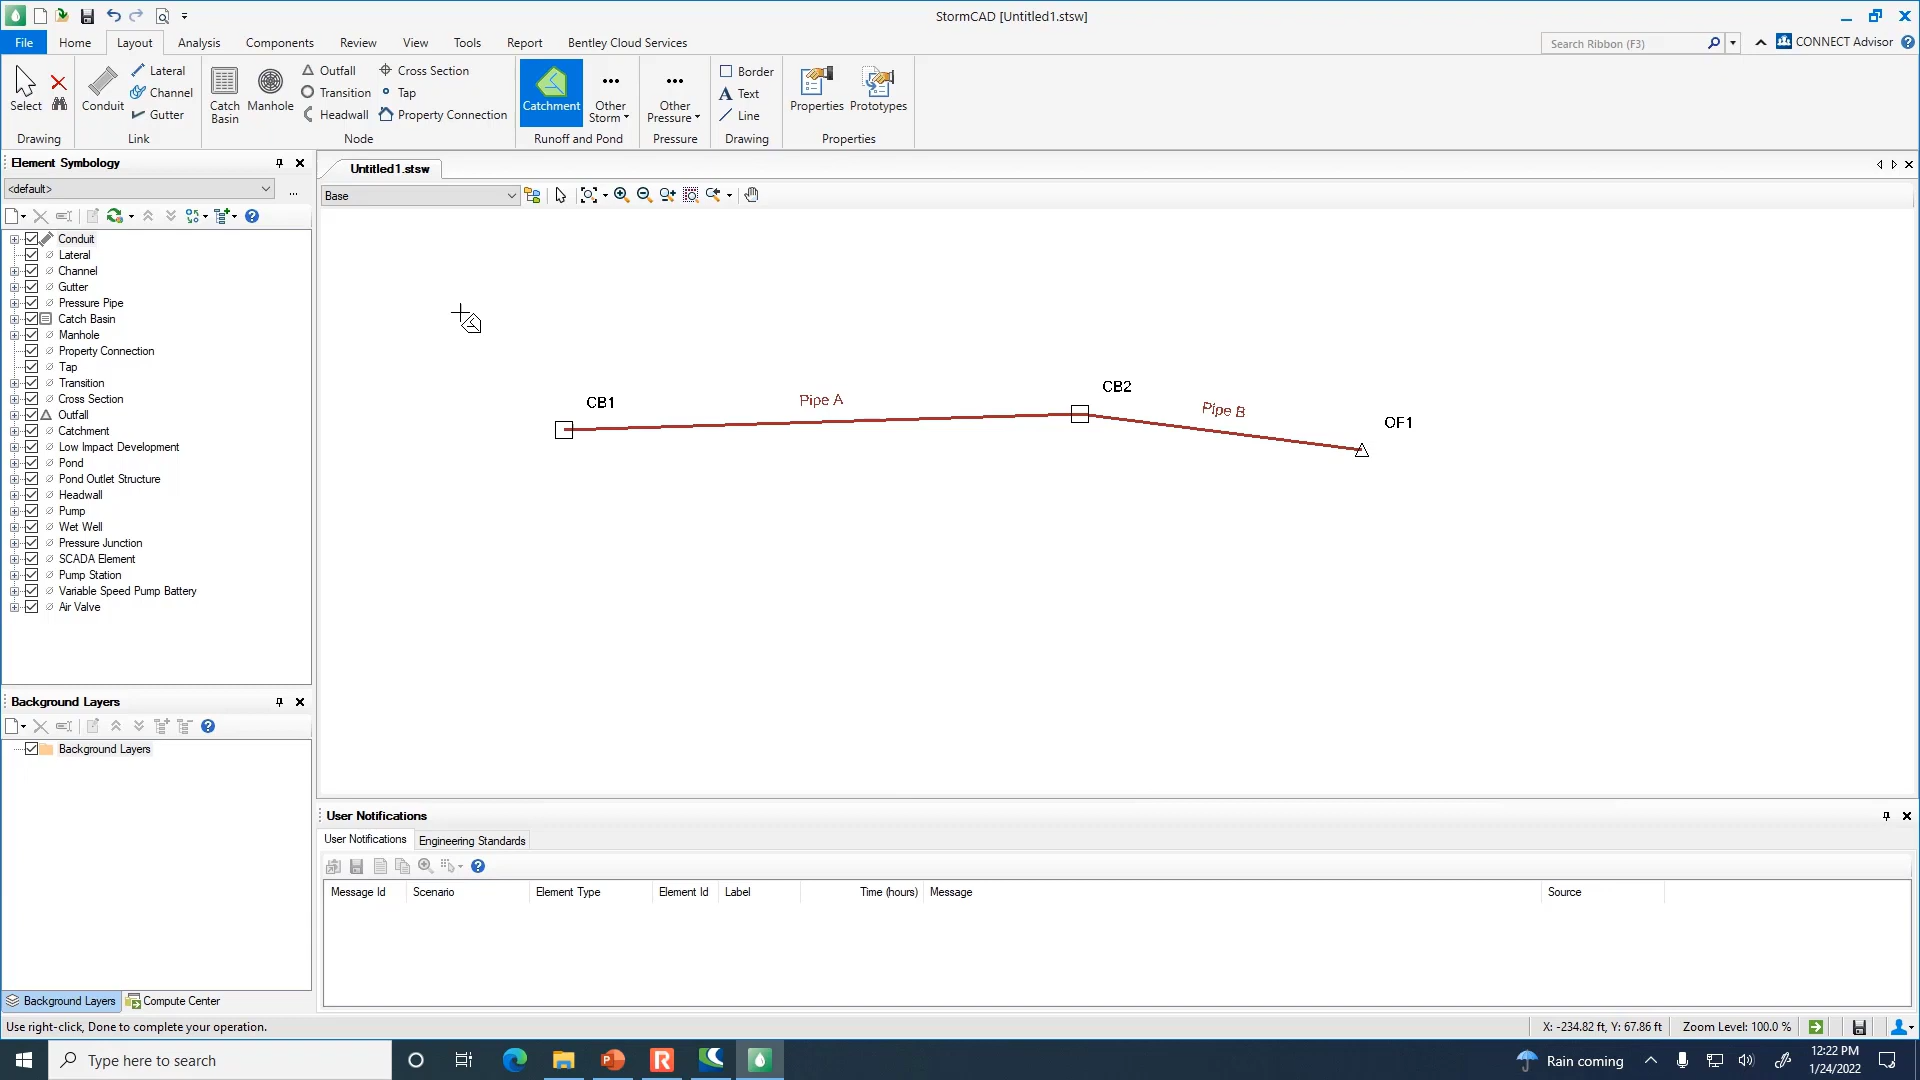 StormCAD [Untitled1.stsw]
File Home Layout Analysis Components Review View Tools Report Bentley Cloud Services
Search Ribbon (F3)
CONNECT Advisor
Select
Drawing
Conduit
Lateral
Channel
Gutter
Link
Catch Basin
Manhole
Outfall
Transition
Headwall
Cross Section
Tap
Property Connection
Node
Catchment
Other Storm
Runoff and Pond
Other Pressure
Pressure
Border
Text
Line
Drawing
Properties
Prototypes
Properties
Element Symbology
<default>
...
Conduit
Lateral
Channel
Gutter
Pressure Pipe
Catch Basin
Manhole
Property Connection
Tap
Transition
Cross Section
Outfall
Catchment
Low Impact Development
Pond
Pond Outlet Structure
Headwall
Pump
Wet Well
Pressure Junction
SCADA Element
Pump Station
Variable Speed Pump Battery
Air Valve
Background Layers
Background Layers
Background Layers
Compute Center
Untitled1.stsw
Base
CB1
Pipe A
CB2
Pipe B
OF1
User Notifications
User Notifications
Engineering Standards
Message Id Scenario Element Type Element Id Label Time (hours) Message Source
Use right-click, Done to complete your operation.
X: -234.82 ft, Y: 67.86 ft
Zoom Level: 100.0 %
Type here to search
Rain coming
12:22 PM
1/24/2022